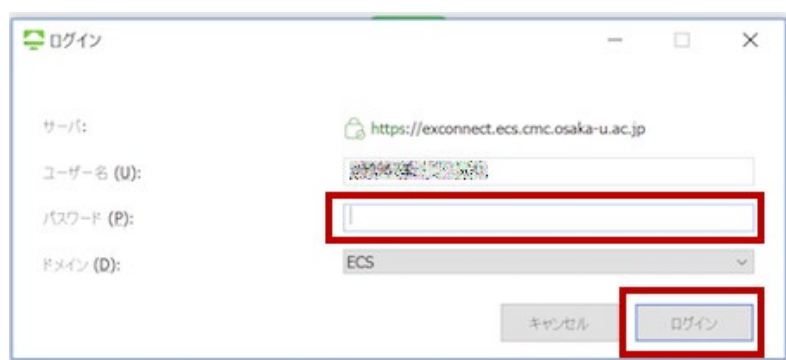 ログイン
サーバ: https://exconnect.ecs.cmc.osaka-u.ac.jp
ユーザー名 (U):
パスワード (P):
ドメイン (D): ECS
キャンセル ログイン